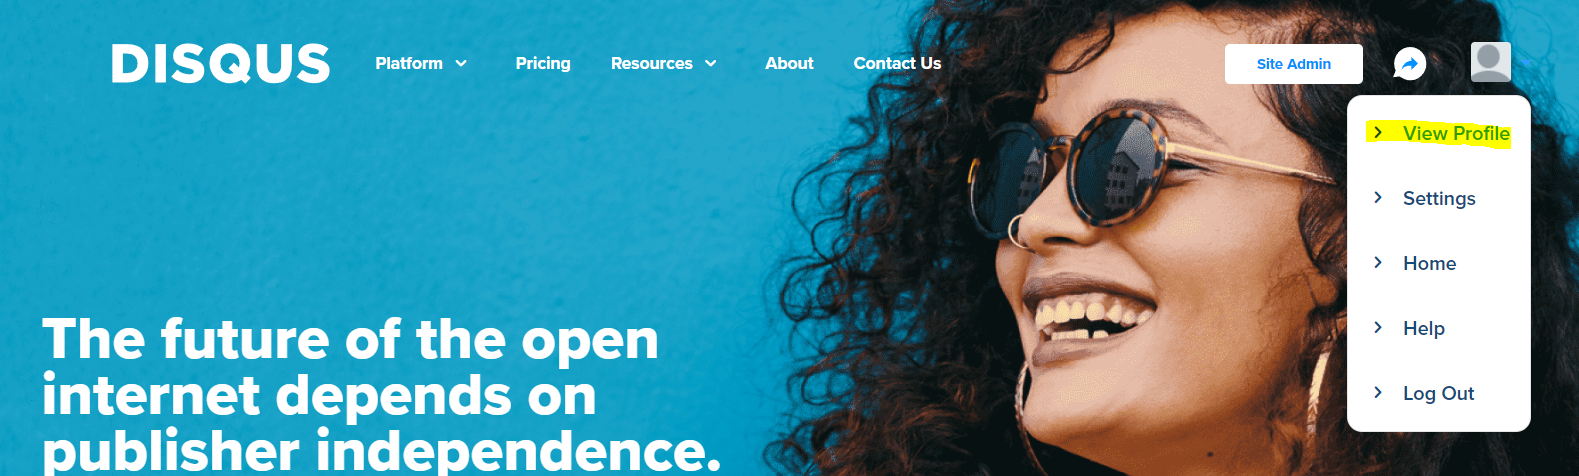 DISQUS Platform Pricing Resources About Contact Us Site Admin
View Profile
Settings
Home
Help
Log Out
The future of the open
internet depends on
publisher independence.